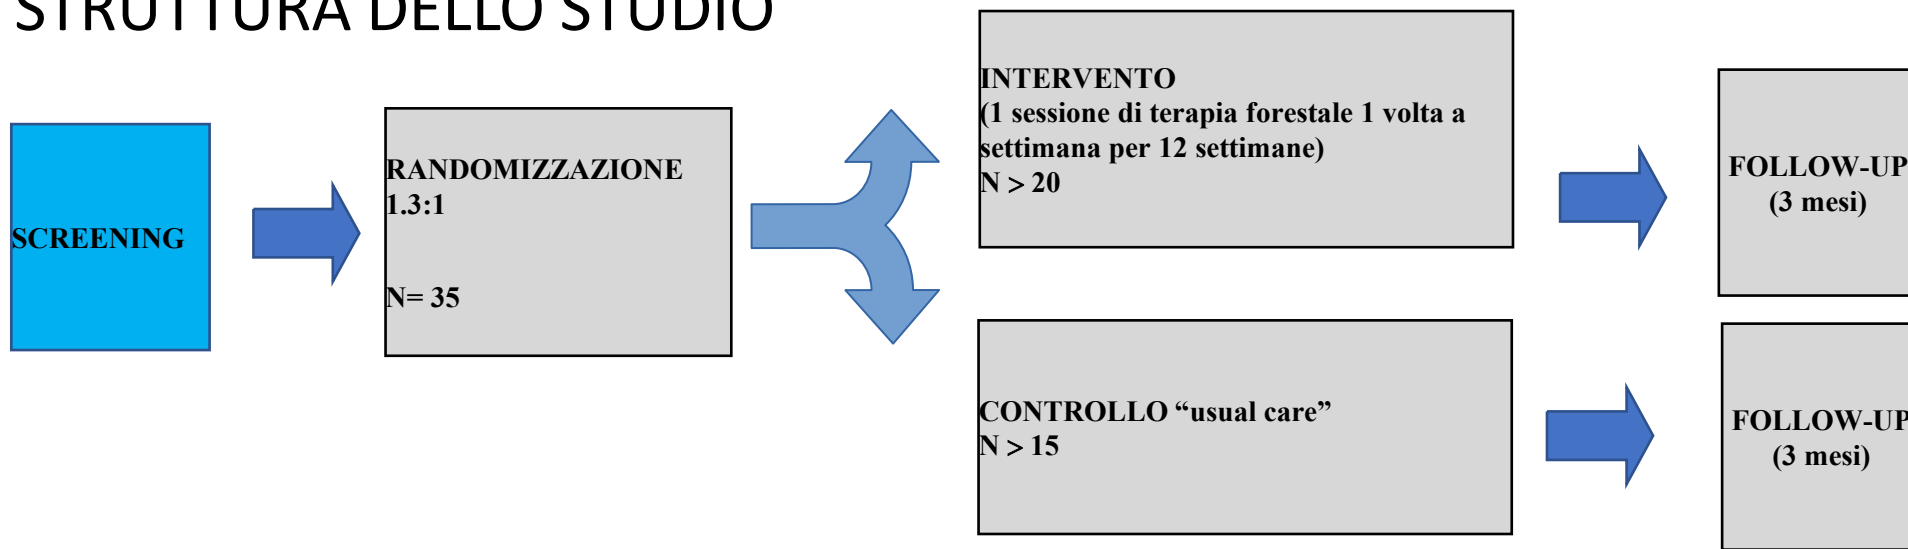 STRUTTURA DELLO STUDIO
SCREENING
RANDOMIZZAZIONE
1.3:1
N= 35
INTERVENTO
(1 sessione di terapia forestale 1 volta a
settimana per 12 settimane)
N > 20
FOLLOW-UP
(3 mesi)
CONTROLLO “usual care”
N > 15
FOLLOW-UP
(3 mesi)